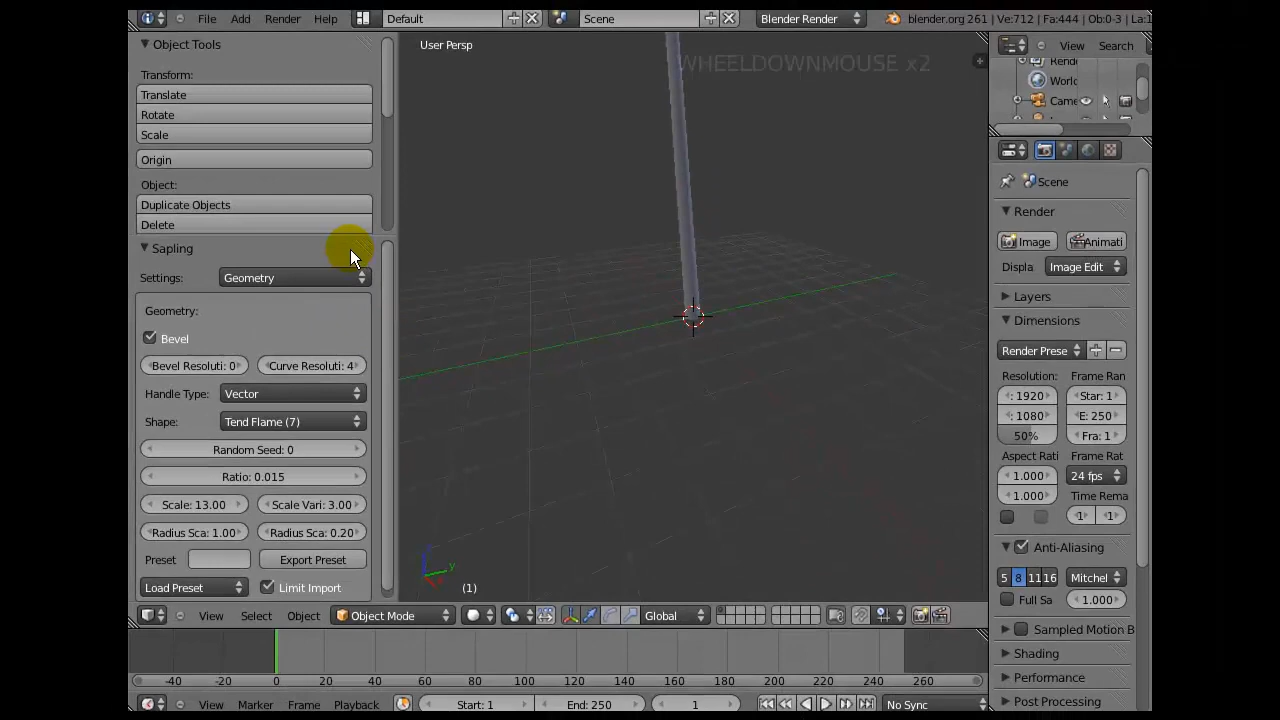 File Add Render Help Default Scene Blender Render blender.org 261 | Ve:712 | Fa:444 | Ob:0-3 | La:1
Object Tools
Transform:
Translate
Rotate
Scale
Origin
Object:
Duplicate Objects
Delete
Sapling
Settings: Geometry
Geometry:
Bevel
Bevel Resoluti: 0 Curve Resoluti: 4
Handle Type: Vector
Shape: Tend Flame (7)
Random Seed: 0
Ratio: 0.015
Scale: 13.00 Scale Vari: 3.00
Radius Sca: 1.00 Radius Sca: 0.20
Preset Export Preset
Load Preset Limit Import
User Persp
WHEELDOWNMOUSE x2
y
(1)
View Select Object Object Mode Global
-40 -20 0 20 40 60 80 100 120 140 160 180 200 220 240 260
View Marker Frame Playback Start: 1 End: 250 1 No Sync
View Search
Rende
World
Came
Scene
Render
Image Animati
Displa Image Edit
Layers
Dimensions
Render Prese
Resolution: Frame Ran
: 1920 Star: 1
: 1080 E: 250
50% Fra: 1
Aspect Rati Frame Rat
: 1.000 24 fps
: 1.000 Time Rema
1 1
Anti-Aliasing
5 8 11 16 Mitchel
Full Sa 1.000
Sampled Motion B
Shading
Performance
Post Processing